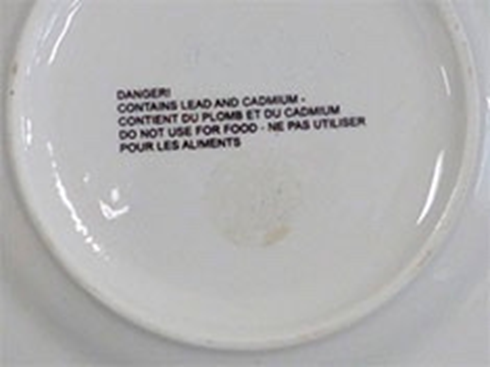 DANGER!
CONTAINS LEAD AND CADMIUM -
CONTIENT DU PLOMB ET DU CADMIUM
DO NOT USE FOR FOOD - NE PAS UTILISER
POUR LES ALIMENTS